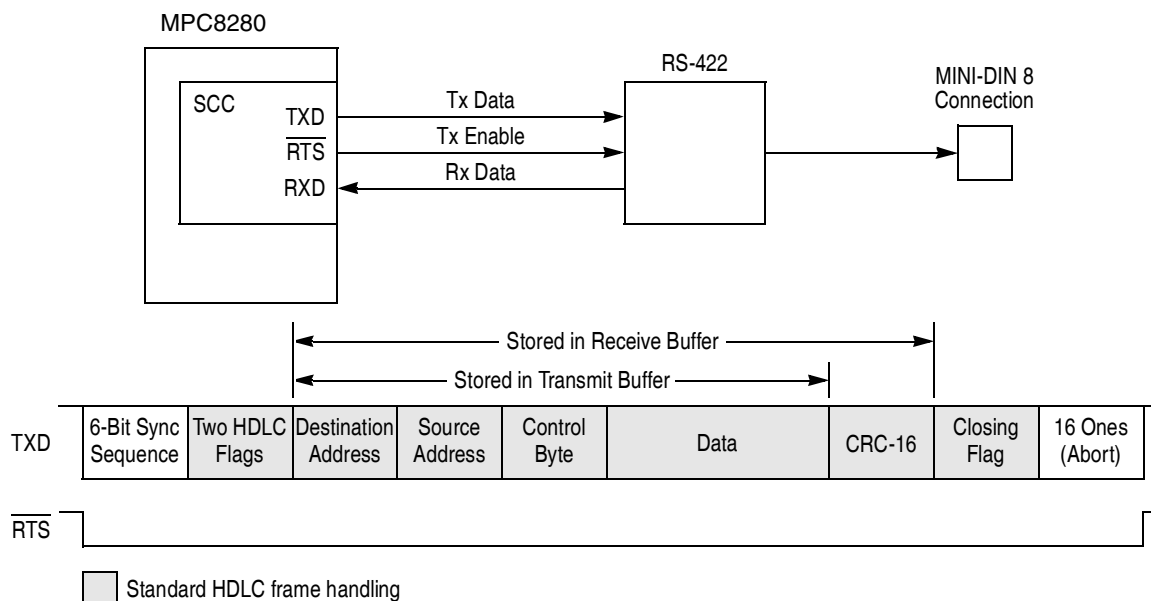 MPC8280
SCC
TXD
RTS
RXD
Tx Data
Tx Enable
Rx Data
RS-422
MINI-DIN 8
Connection
Stored in Receive Buffer
Stored in Transmit Buffer
TXD
6-Bit Sync
Sequence
Two HDLC
Flags
Destination
Address
Source
Address
Control
Byte
Data
CRC-16
Closing
Flag
16 Ones
(Abort)
RTS
Standard HDLC frame handling